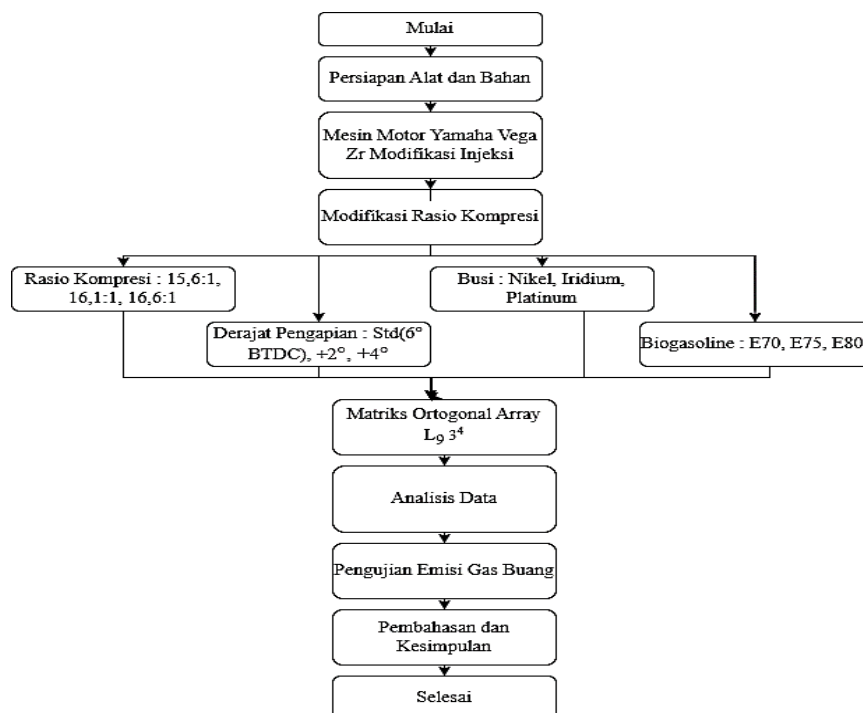 Mulai
Persiapan Alat dan Bahan
Mesin Motor Yamaha Vega
Zr Modifikasi Injeksi
Modifikasi Rasio Kompresi
Rasio Kompresi : 15,6:1,
16,1:1, 16,6:1
Derajat Pengapian : Std(6°
BTDC), +2°, +4°
Busi : Nikel, Iridium,
Platinum
Biogasoline : E70, E75, E80
Matriks Ortogonal Array
L₉ 3⁴
Analisis Data
Pengujian Emisi Gas Buang
Pembahasan dan
Kesimpulan
Selesai